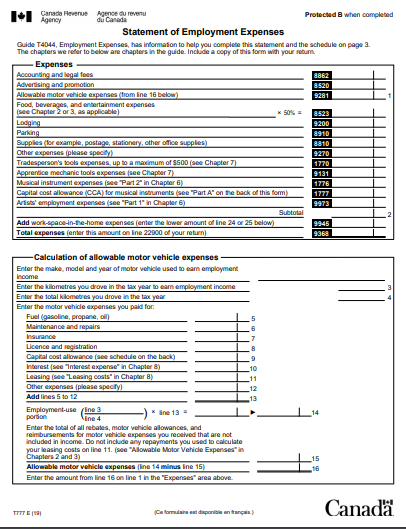 Canada Revenue Agency
Agence du revenu du Canada
Protected B when completed
Statement of Employment Expenses
Guide T4044, Employment Expenses, has information to help you complete this statement and the schedule on page 3.
The chapters we refer to below are chapters in the guide. Include a copy of this form with your return.
Expenses
Accounting and legal fees 8862
Advertising and promotion 8520
Allowable motor vehicle expenses (from line 16 below) 9281 1
Food, beverages, and entertainment expenses
(see Chapter 2 or 3, as applicable) × 50% = 8523
Lodging 9200
Parking 8910
Supplies (for example, postage, stationery, other office supplies) 8810
Other expenses (please specify) 9270
Tradesperson's tools expenses, up to a maximum of $500 (see Chapter 7) 1770
Apprentice mechanic tools expenses (see Chapter 7) 9131
Musical instrument expenses (see "Part 2" in Chapter 6) 1776
Capital cost allowance (CCA) for musical instruments (see "Part A" on the back of this form) 1777
Artists' employment expenses (see "Part 1" in Chapter 6) 9973
Subtotal 2
Add work-space-in-the-home expenses (enter the lower amount of line 24 or 25 below) 9945
Total expenses (enter this amount on line 22900 of your return) 9368
Calculation of allowable motor vehicle expenses
Enter the make, model and year of motor vehicle used to earn employment
income
Enter the kilometres you drove in the tax year to earn employment income 3
Enter the total kilometres you drove in the tax year 4
Enter the motor vehicle expenses you paid for:
Fuel (gasoline, propane, oil) 5
Maintenance and repairs 6
Insurance 7
Licence and registration 8
Capital cost allowance (see schedule on the back) 9
Interest (see "Interest expense" in Chapter 8) 10
Leasing (see "Leasing costs" in Chapter 8) 11
Other expenses (please specify) 12
Add lines 5 to 12 13
Employment-use portion ( line 3 / line 4 ) × line 13 = ► 14
Enter the total of all rebates, motor vehicle allowances, and
reimbursements for motor vehicle expenses you received that are not
included in income. Do not include any repayments you used to calculate
your leasing costs on line 11. (see "Allowable Motor Vehicle Expenses" in
Chapters 2 and 3) 15
Allowable motor vehicle expenses (line 14 minus line 15) 16
Enter the amount from line 16 on line 1 in the "Expenses" area above.
T777 E (19)
(Ce formulaire est disponible en français.)
Canada